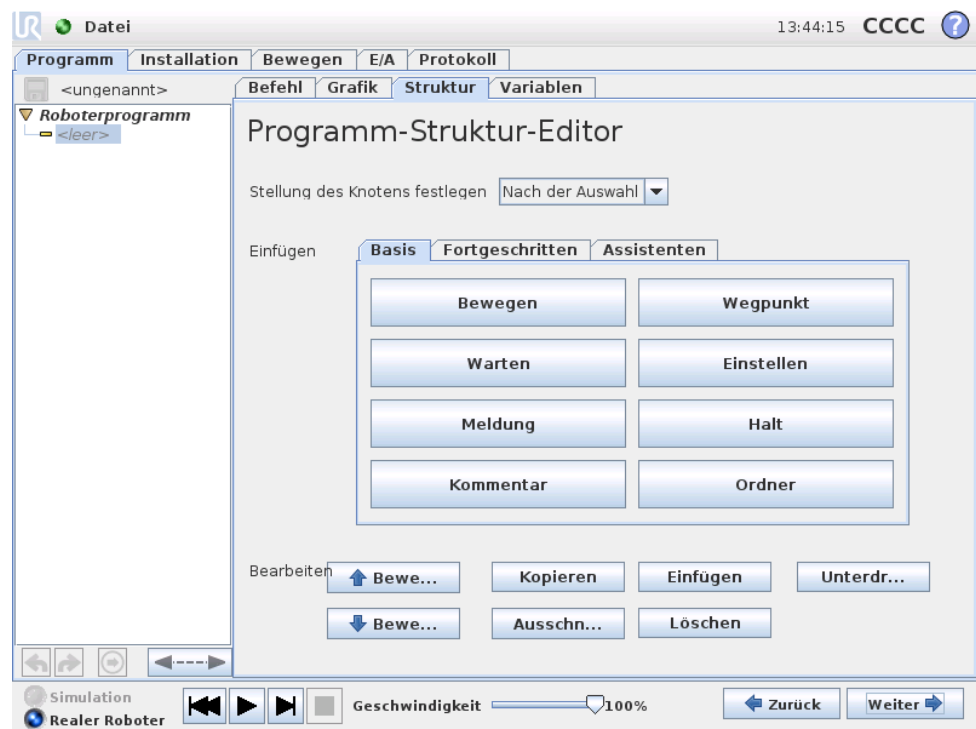 UR Datei 13:44:15 CCCC ?
Programm Installation Bewegen E/A Protokoll
<ungenannt>
Befehl Grafik Struktur Variablen
Roboterprogramm
<leer>
Programm-Struktur-Editor
Stellung des Knotens festlegen Nach der Auswahl
Einfügen
Basis Fortgeschritten Assistenten
Bewegen Wegpunkt
Warten Einstellen
Meldung Halt
Kommentar Ordner
Bearbeiten Bewe... Kopieren Einfügen Unterdr...
Bewe... Ausschn... Löschen
Simulation
Realer Roboter
Geschwindigkeit 100% Zurück Weiter